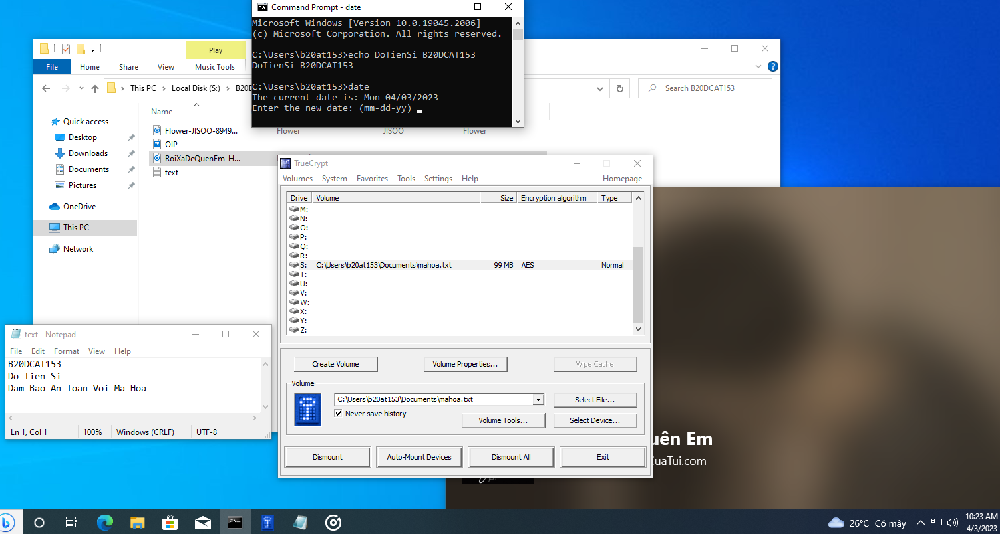 Command Prompt - date
Microsoft Windows [Version 10.0.19045.2006]
(c) Microsoft Corporation. All rights reserved.
C:\Users\b20at153>echo DoTienSi B20DCAT153
DoTienSi B20DCAT153
C:\Users\b20at153>date
The current date is: Mon 04/03/2023
Enter the new date: (mm-dd-yy)
Play
File Home Share View Music Tools
This PC Local Disk (S:) Search B20DCAT153
Name
Quick access
Desktop
Downloads
Documents
Pictures
OneDrive
This PC
Network
Flower-JISOO-8949... Flower JISOO Flower
OIP
RoiXaDeQuenEm-H...
text
TrueCrypt
Volumes System Favorites Tools Settings Help Homepage
Drive Volume Size Encryption algorithm Type
M:
N:
O:
P:
Q:
R:
S: C:\Users\b20at153\Documents\mahoa.txt 99 MB AES Normal
T:
U:
V:
W:
X:
Y:
Z:
Create Volume Volume Properties... Wipe Cache
Volume
C:\Users\b20at153\Documents\mahoa.txt Select File...
Never save history
Volume Tools... Select Device...
Dismount Auto-Mount Devices Dismount All Exit
text - Notepad
File Edit Format View Help
B20DCAT153
Do Tien Si
Dam Bao An Toan Voi Ma Hoa
Ln 1, Col 1 100% Windows (CRLF) UTF-8
Em
26°C Có mây
10:23 AM
4/3/2023